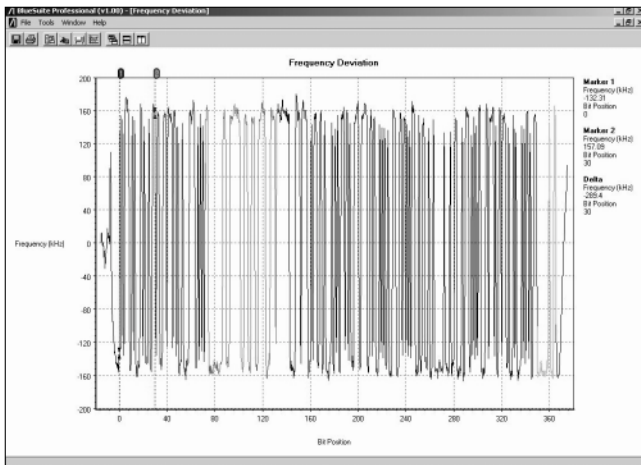 BlueSuite Professional (v1.00) - [Frequency Deviation]
File Tools Window Help
Frequency Deviation
200
160
120
80
40
0
-40
-80
-120
-160
-200
Frequency (kHz)
0 40 80 120 160 200 240 280 320 360
Bit Position
Marker 1
Frequency (kHz)
-132.31
Bit Position
0
Marker 2
Frequency (kHz)
157.09
Bit Position
30
Delta
Frequency (kHz)
-289.4
Bit Position
30